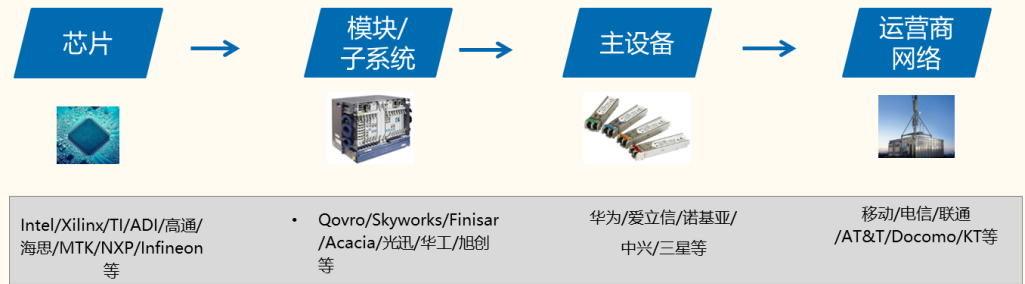 芯片
模块/
子系统
主设备
运营商
网络
Intel/Xilinx/TI/ADI/高通/
海思/MTK/NXP/Infineon
等
• Qovro/Skyworks/Finisar
/Acacia/光迅/华工/旭创
等
华为/爱立信/诺基亚/
中兴/三星等
移动/电信/联通
/AT&T/Docomo/KT等